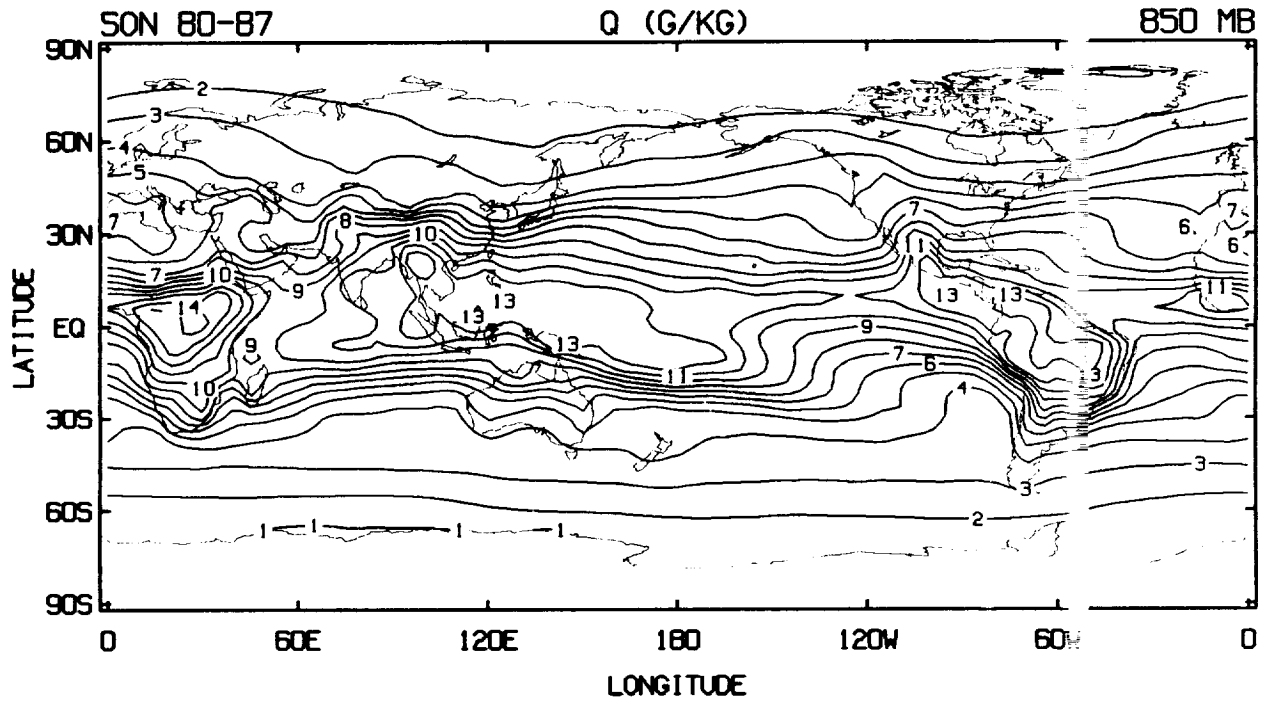 SON 80-87 Q (G/KG) 850 MB
90N
2
3
60N
4
5
7 8 7 7
30N 10 11 6.
6
7 10 9 11
14 13 13 13
EQ 13
9 13 9
10 11 7 6 3
4
30S
3
3
60S 2
1 1 1 1
90S
0 60E 120E 180 120W 60W 0
LONGITUDE
LATITUDE